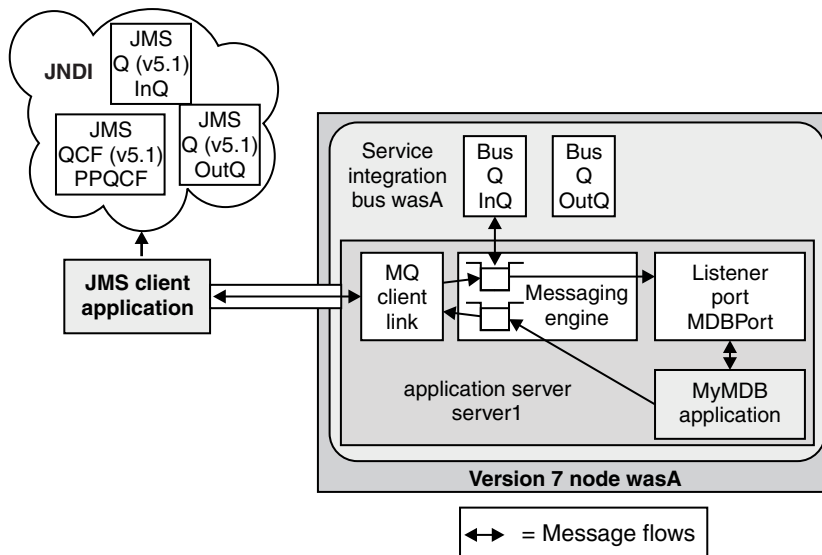 JNDI
JMS
Q (v5.1)
InQ
JMS
QCF (v5.1)
PPQCF
JMS
Q (v5.1)
OutQ
JMS client
application
Service
integration
bus wasA
Bus
Q
InQ
Bus
Q
OutQ
MQ
client
link
Messaging
engine
Listener
port
MDBPort
application server
server1
MyMDB
application
Version 7 node wasA
= Message flows